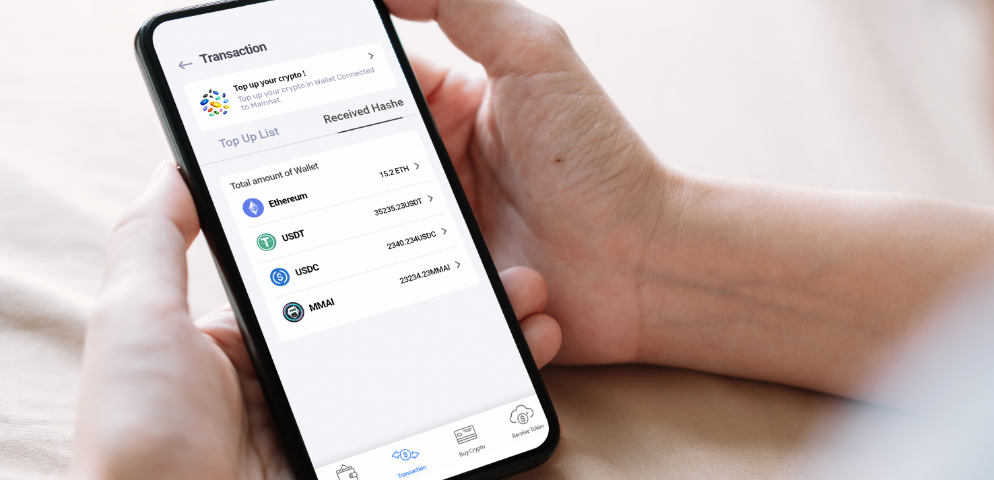 Transaction
Top up your crypto !
Top up your crypto in Wallet Connected
to Mainnat.
Top Up List
Received Hashe
Total amount of Wallet
Ethereum
15.2 ETH
USDT
35235.23USDT
USDC
2340.234USDC
MMAI
23234.23MMAI
Transaction
Buy Crypto
Receive Token